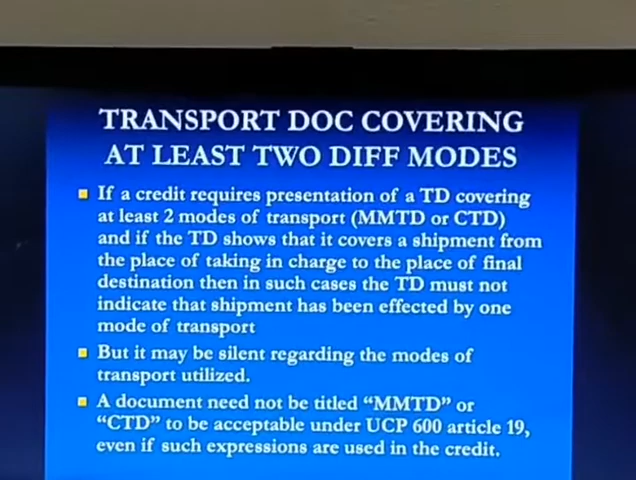 TRANSPORT DOC COVERING
AT LEAST TWO DIFF MODES
If a credit requires presentation of a TD covering
at least 2 modes of transport (MMTD or CTD)
and if the TD shows that it covers a shipment from
the place of taking in charge to the place of final
destination then in such cases the TD must not
indicate that shipment has been effected by one
mode of transport
But it may be silent regarding the modes of
transport utilized.
A document need not be titled “MMTD” or
“CTD” to be acceptable under UCP 600 article 19,
even if such expressions are used in the credit.